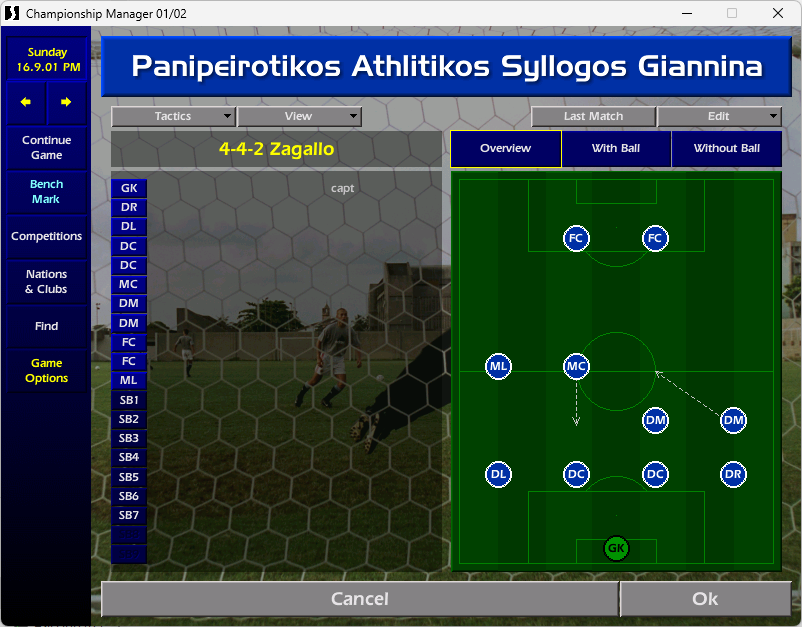 Championship Manager 01/02
Sunday
16.9.01 PM
Continue
Game
Bench
Mark
Competitions
Nations
& Clubs
Find
Game
Options
Panipeirotikos Athlitikos Syllogos Giannina
Tactics
View
Last Match
Edit
4-4-2 Zagallo
Overview
With Ball
Without Ball
GK
capt
DR
DL
DC
DC
MC
DM
DM
FC
FC
ML
SB1
SB2
SB3
SB4
SB5
SB6
SB7
FC FC
ML MC
DM DM
DL DC DC DR
GK
Cancel
Ok